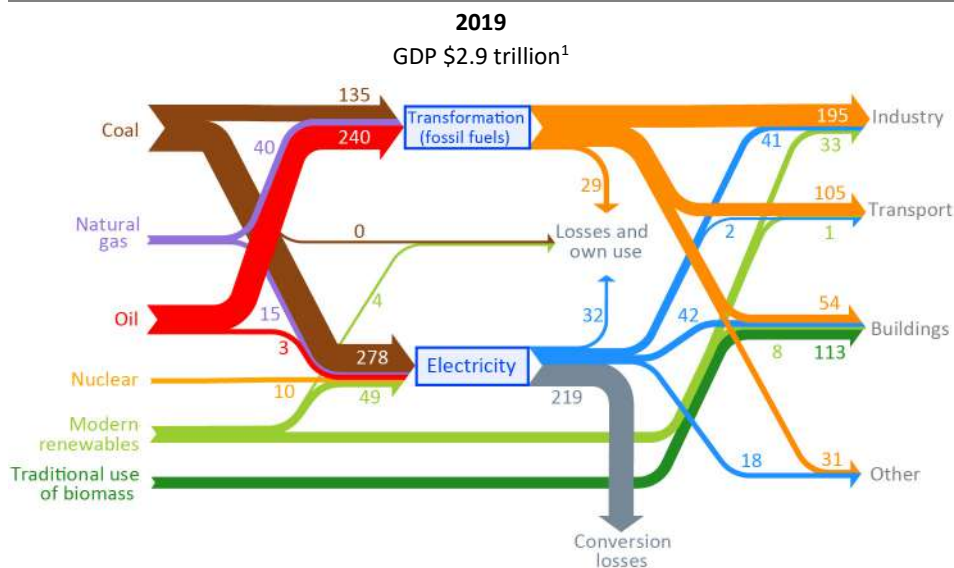 2019
GDP $2.9 trillion¹
Coal
135
Transformation
(fossil fuels)
195
Industry
240
40
41
33
29
105
Natural
gas
0
Losses and
own use
2
Transport
1
4
Oil
15
3
32
42
54
Buildings
278
Electricity
8
113
Nuclear
10
49
219
Modern
renewables
18
31
Other
Traditional use
of biomass
Conversion
losses